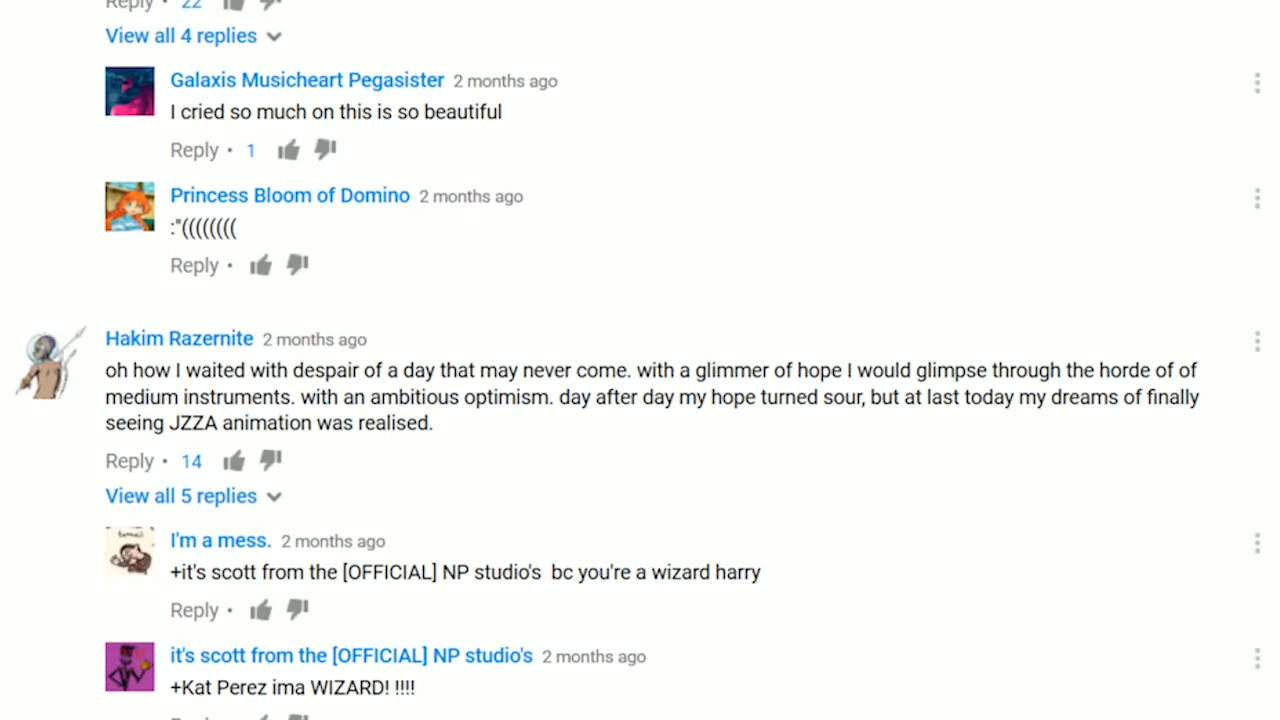 Reply • 22
View all 4 replies
Galaxis Musicheart Pegasister 2 months ago
I cried so much on this is so beautiful
Reply • 1
Princess Bloom of Domino 2 months ago
:"((((((((
Reply •
Hakim Razernite 2 months ago
oh how I waited with despair of a day that may never come. with a glimmer of hope I would glimpse through the horde of of
medium instruments. with an ambitious optimism. day after day my hope turned sour, but at last today my dreams of finally
seeing JZZA animation was realised.
Reply • 14
View all 5 replies
I'm a mess. 2 months ago
+it's scott from the [OFFICIAL] NP studio's  bc you're a wizard harry
Reply •
it's scott from the [OFFICIAL] NP studio's 2 months ago
+Kat Perez ima WIZARD! !!!!